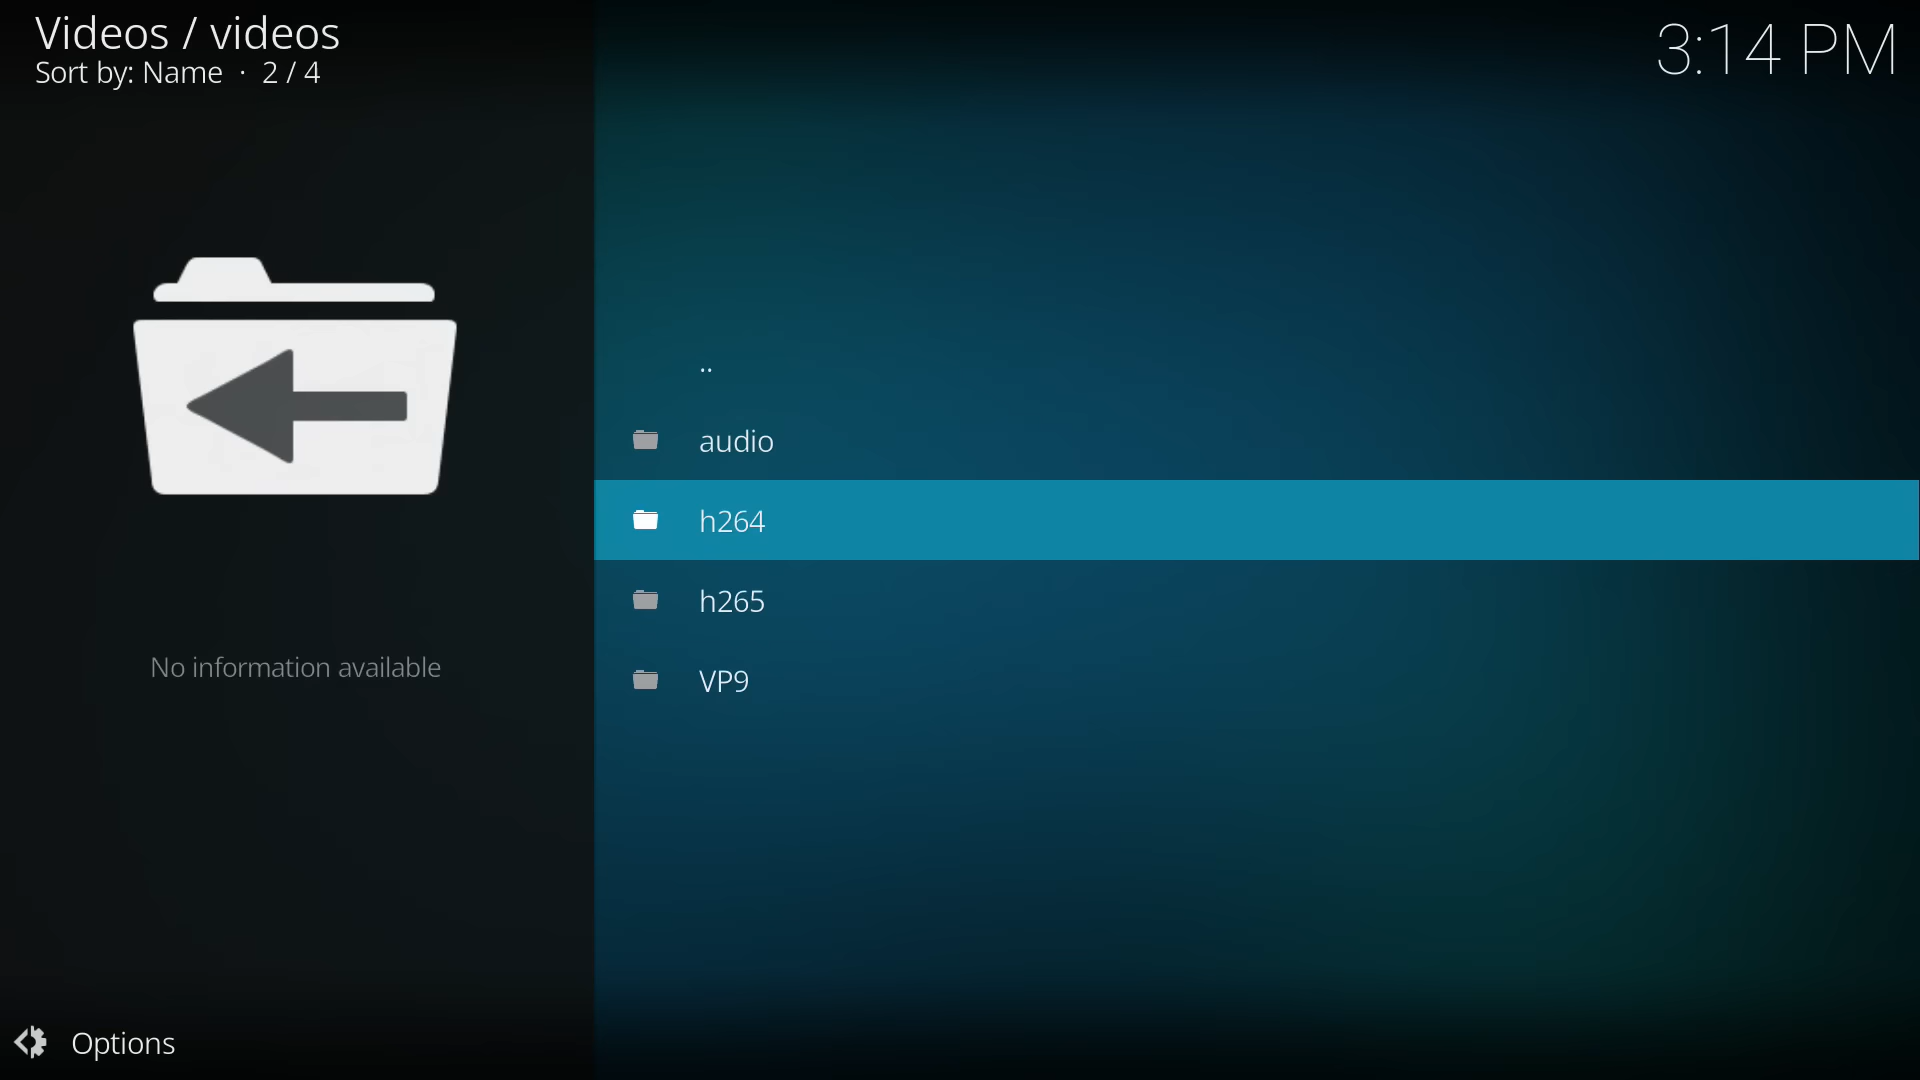 Videos / videos
Sort by: Name · 2 / 4
3:14 PM
..
audio
h264
h265
VP9
No information available
Options